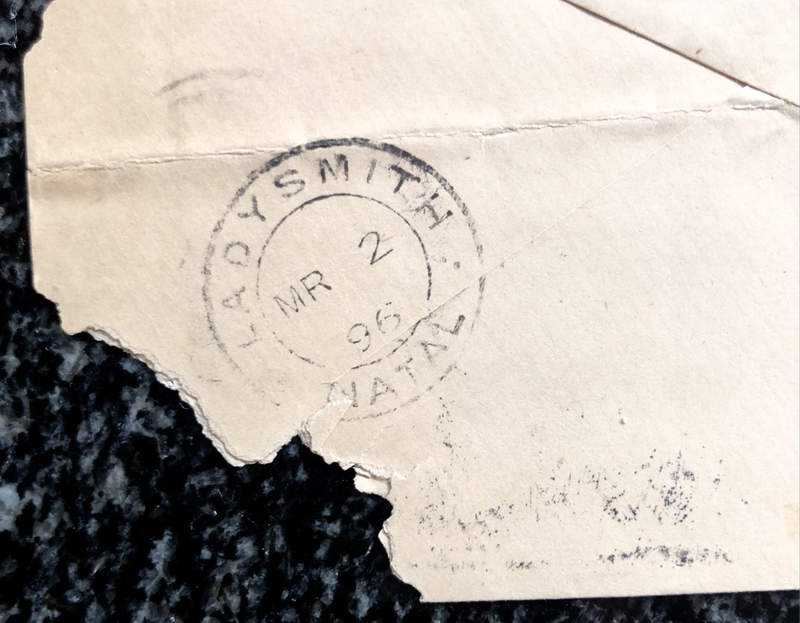 LADYSMITH
MR 2
96
NATAL